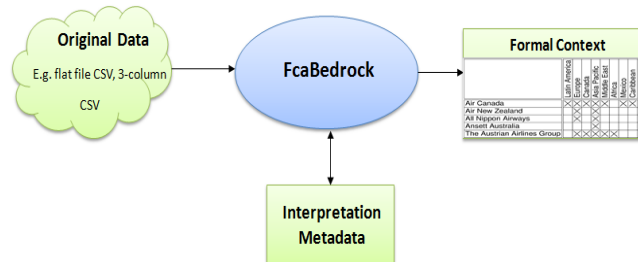 Original Data
E.g. flat file CSV, 3-column
CSV
FcaBedrock
Formal Context
Latin America
Europe
Canada
Asia Pacific
Middle East
Africa
Mexico
Caribbean
Air Canada
Air New Zealand
All Nippon Airways
Ansett Australia
The Austrian Airlines Group
Interpretation
Metadata